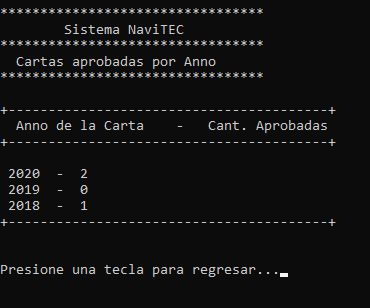 *********************************
Sistema NaviTEC
*********************************
Cartas aprobadas por Anno
*********************************
+----------------------------------------+
Anno de la Carta    -   Cant. Aprobadas
+----------------------------------------+
2020  -  2
2019  -  0
2018  -  1
+----------------------------------------+
Presione una tecla para regresar..._